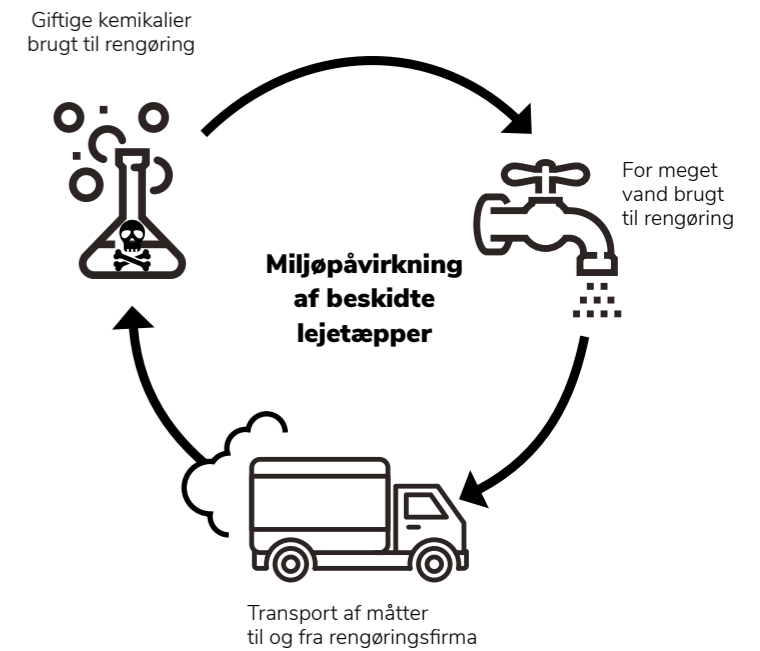 Giftige kemikalier
brugt til rengøring
For meget
vand brugt
til rengøring
Miljøpåvirkning
af beskidte
lejetæpper
Transport af måtter
til og fra rengøringsfirma